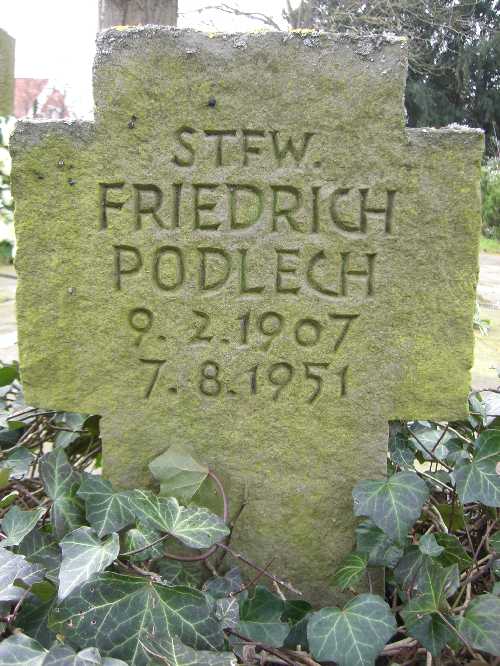 STFW.
FRIEDRICH
PODLECH
9. 2. 1907
7. 8. 1951